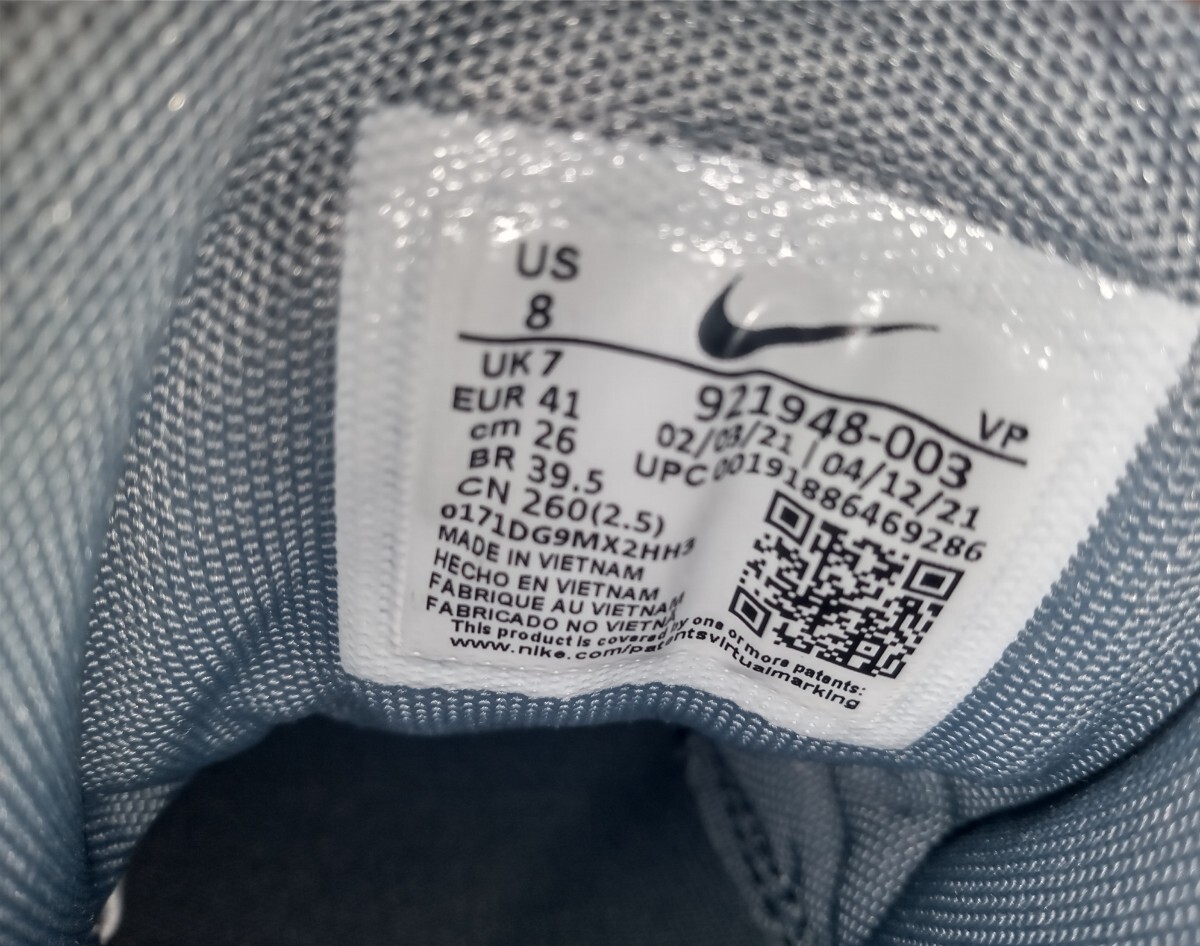 US
8
UK 7
EUR 41
cm 26
BR 39.5
CN 260(2.5)
o171DG9MX2HH3
MADE IN VIETNAM
HECHO EN VIETNAM
FABRIQUE AU VIETNAM
FABRICADO NO VIETNA
This product is covered by one or more patents:
www.nike.com/patentsvirtualmarking
VP
921948-003
02/03/21 | 04/12/21
UPC 00191886469286